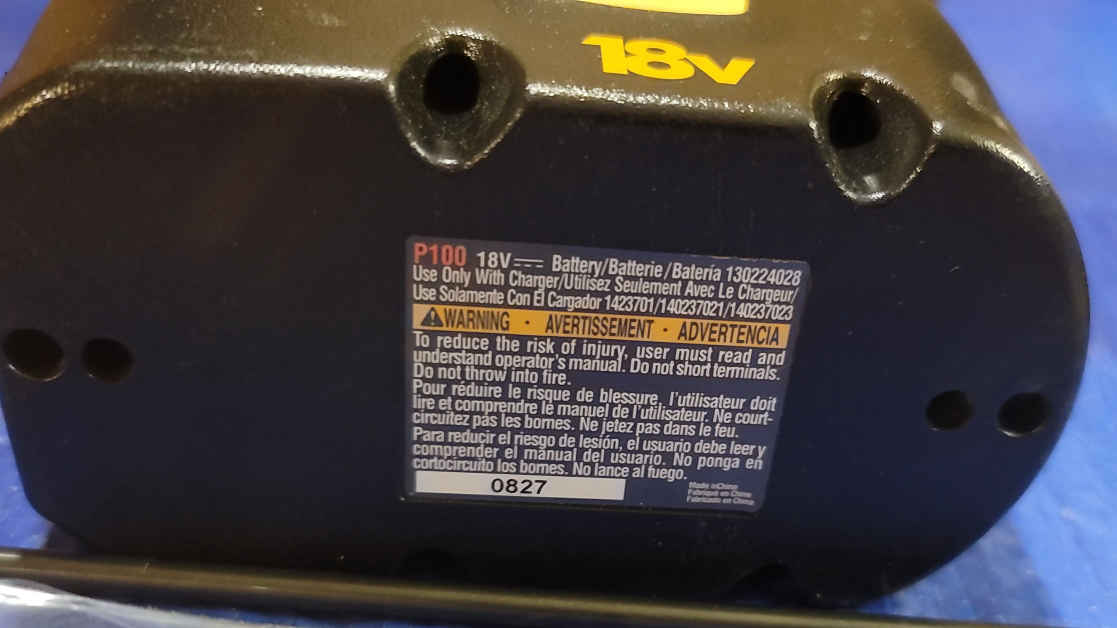 18V
P100 18V Battery/Batterie/Batería 130224028
Use Only With Charger/Utilisez Seulement Avec Le Chargeur/
Use Solamente Con El Cargador 1423701/140237021/140237023
WARNING · AVERTISSEMENT · ADVERTENCIA
To reduce the risk of injury, user must read and
understand operator's manual. Do not short terminals.
Do not throw into fire.
Pour réduire le risque de blessure, l'utilisateur doit
lire et comprendre le manuel de l'utilisateur. Ne court-
circuitez pas les bornes. Ne jetez pas dans le feu.
Para reducir el riesgo de lesión, el usuario debe leer y
comprender el manual del usuario. No ponga en
cortocircuito los bornes. No lance al fuego.
0827
Made in China
Fabriqué en Chine
Fabricado en China